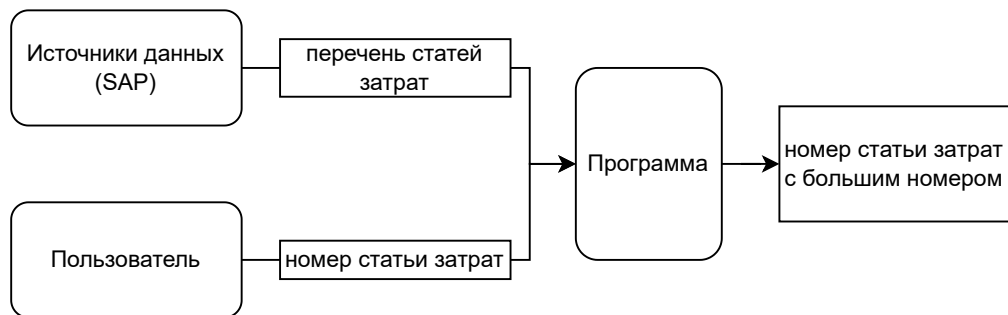 Источники данных
(SAP)
перечень статей
затрат
Программа
номер статьи затрат
с большим номером
Пользователь
номер статьи затрат